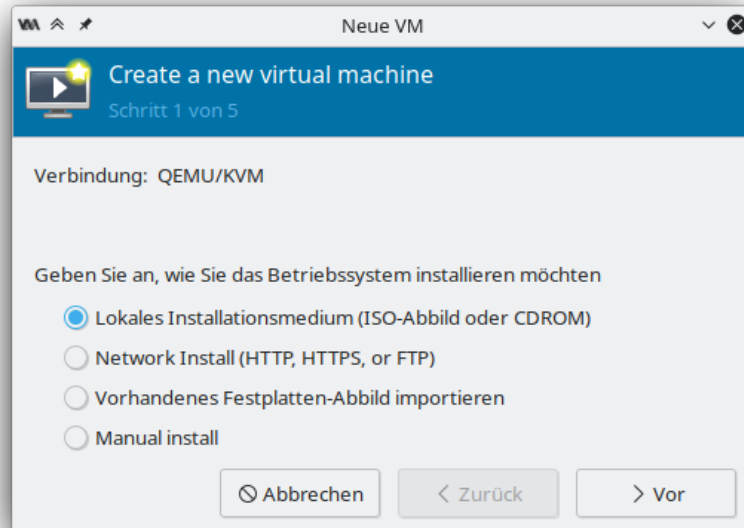 Neue VM
Create a new virtual machine
Schritt 1 von 5
Verbindung: QEMU/KVM
Geben Sie an, wie Sie das Betriebssystem installieren möchten
Lokales Installationsmedium (ISO-Abbild oder CDROM)
Network Install (HTTP, HTTPS, or FTP)
Vorhandenes Festplatten-Abbild importieren
Manual install
Abbrechen < Zurück > Vor